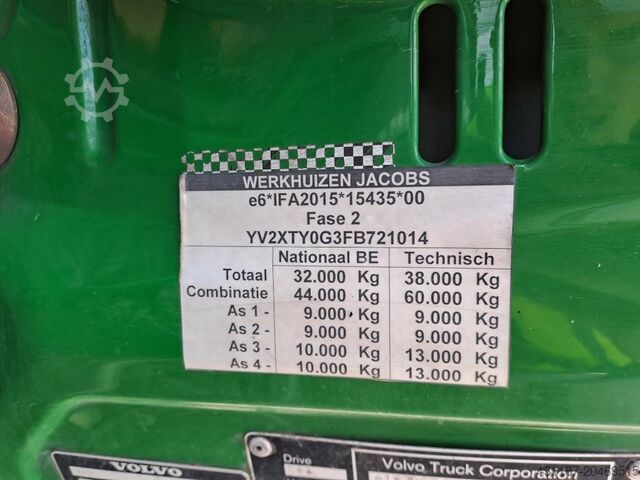 WERKHUIZEN JACOBS
e6*IFA2015*15435*00
Fase 2
YV2XTY0G3FB721014
Nationaal BE Technisch
Totaal 32.000 Kg 38.000 Kg
Combinatie 44.000 Kg 60.000 Kg
As 1 - 9.000 Kg 9.000 Kg
As 2 - 9.000 Kg 9.000 Kg
As 3 - 10.000 Kg 13.000 Kg
As 4 - 10.000 Kg 13.000 Kg
VOLVO
Drive
Volvo Truck Corporation